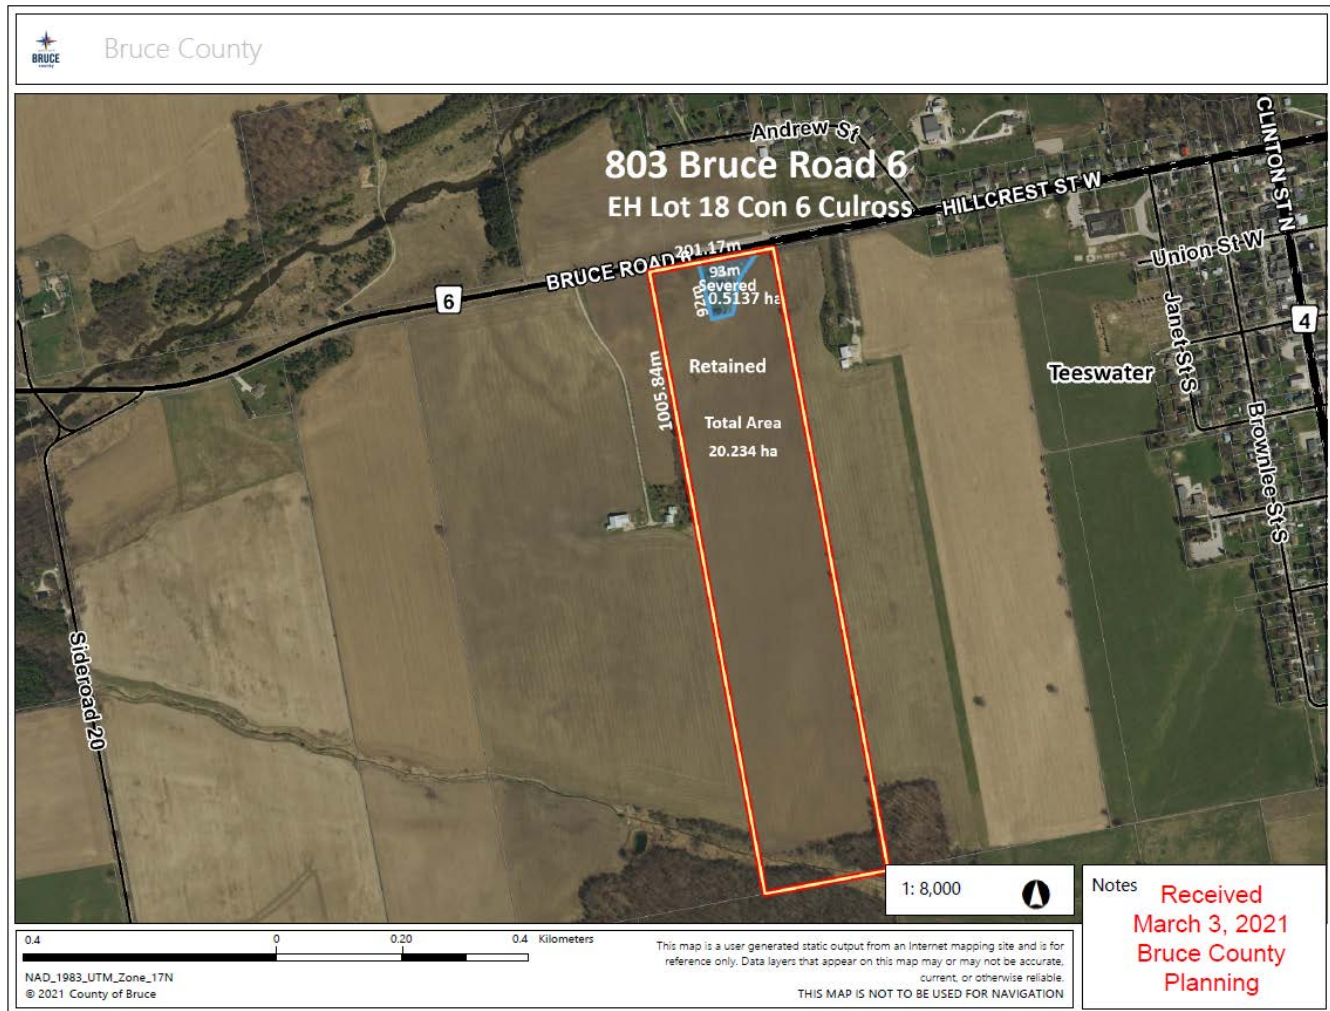 BRUCE
county
Bruce County
Andrew St
CLINTON ST N
803 Bruce Road 6
EH Lot 18 Con 6 Culross
HILLCREST ST W
Union St W
201.17m
BRUCE ROAD 6
93m
Severed
0.5137 ha
92m
6
4
Janet St S
Retained
Teeswater
1005.84m
Total Area
20.234 ha
Brownlee St S
Sideroad 20
1: 8,000
Notes
Received
March 3, 2021
Bruce County
Planning
0.4 0 0.20 0.4 Kilometers
NAD_1983_UTM_Zone_17N
© 2021 County of Bruce
This map is a user generated static output from an Internet mapping site and is for
reference only. Data layers that appear on this map may or may not be accurate,
current, or otherwise reliable.
THIS MAP IS NOT TO BE USED FOR NAVIGATION